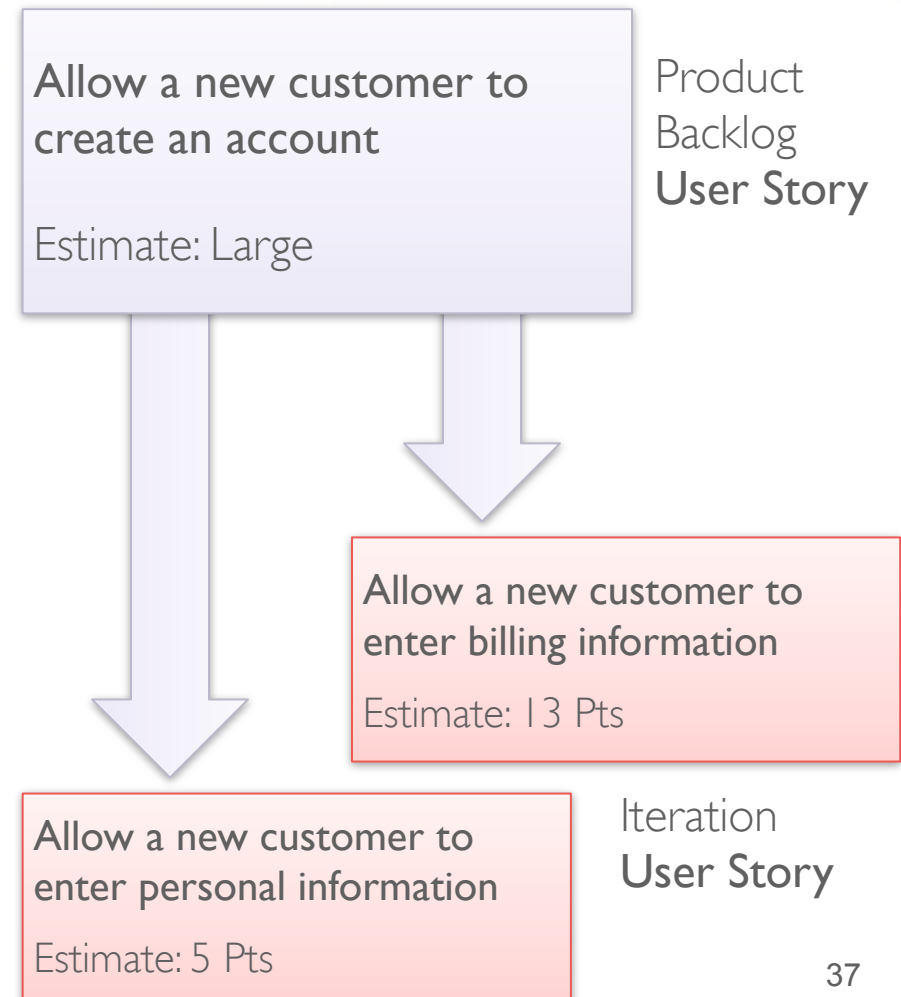 Allow a new customer to
create an account
Estimate: Large
Product
Backlog
User Story
Allow a new customer to
enter billing information
Estimate: 13 Pts
Allow a new customer to
enter personal information
Estimate: 5 Pts
Iteration
User Story
37